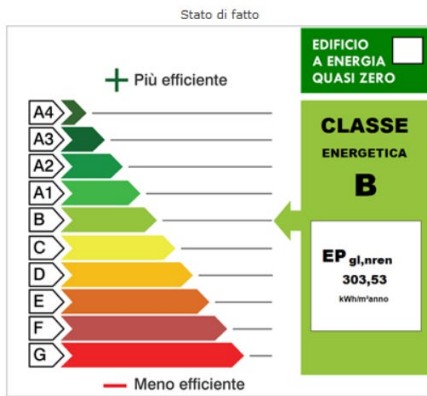 Stato di fatto
Più efficiente
A4
A3
A2
A1
B
C
D
E
F
G
Meno efficiente
EDIFICIO
A ENERGIA
QUASI ZERO
CLASSE
ENERGETICA
B
EP gl,nren
303,53
kWh/m²anno